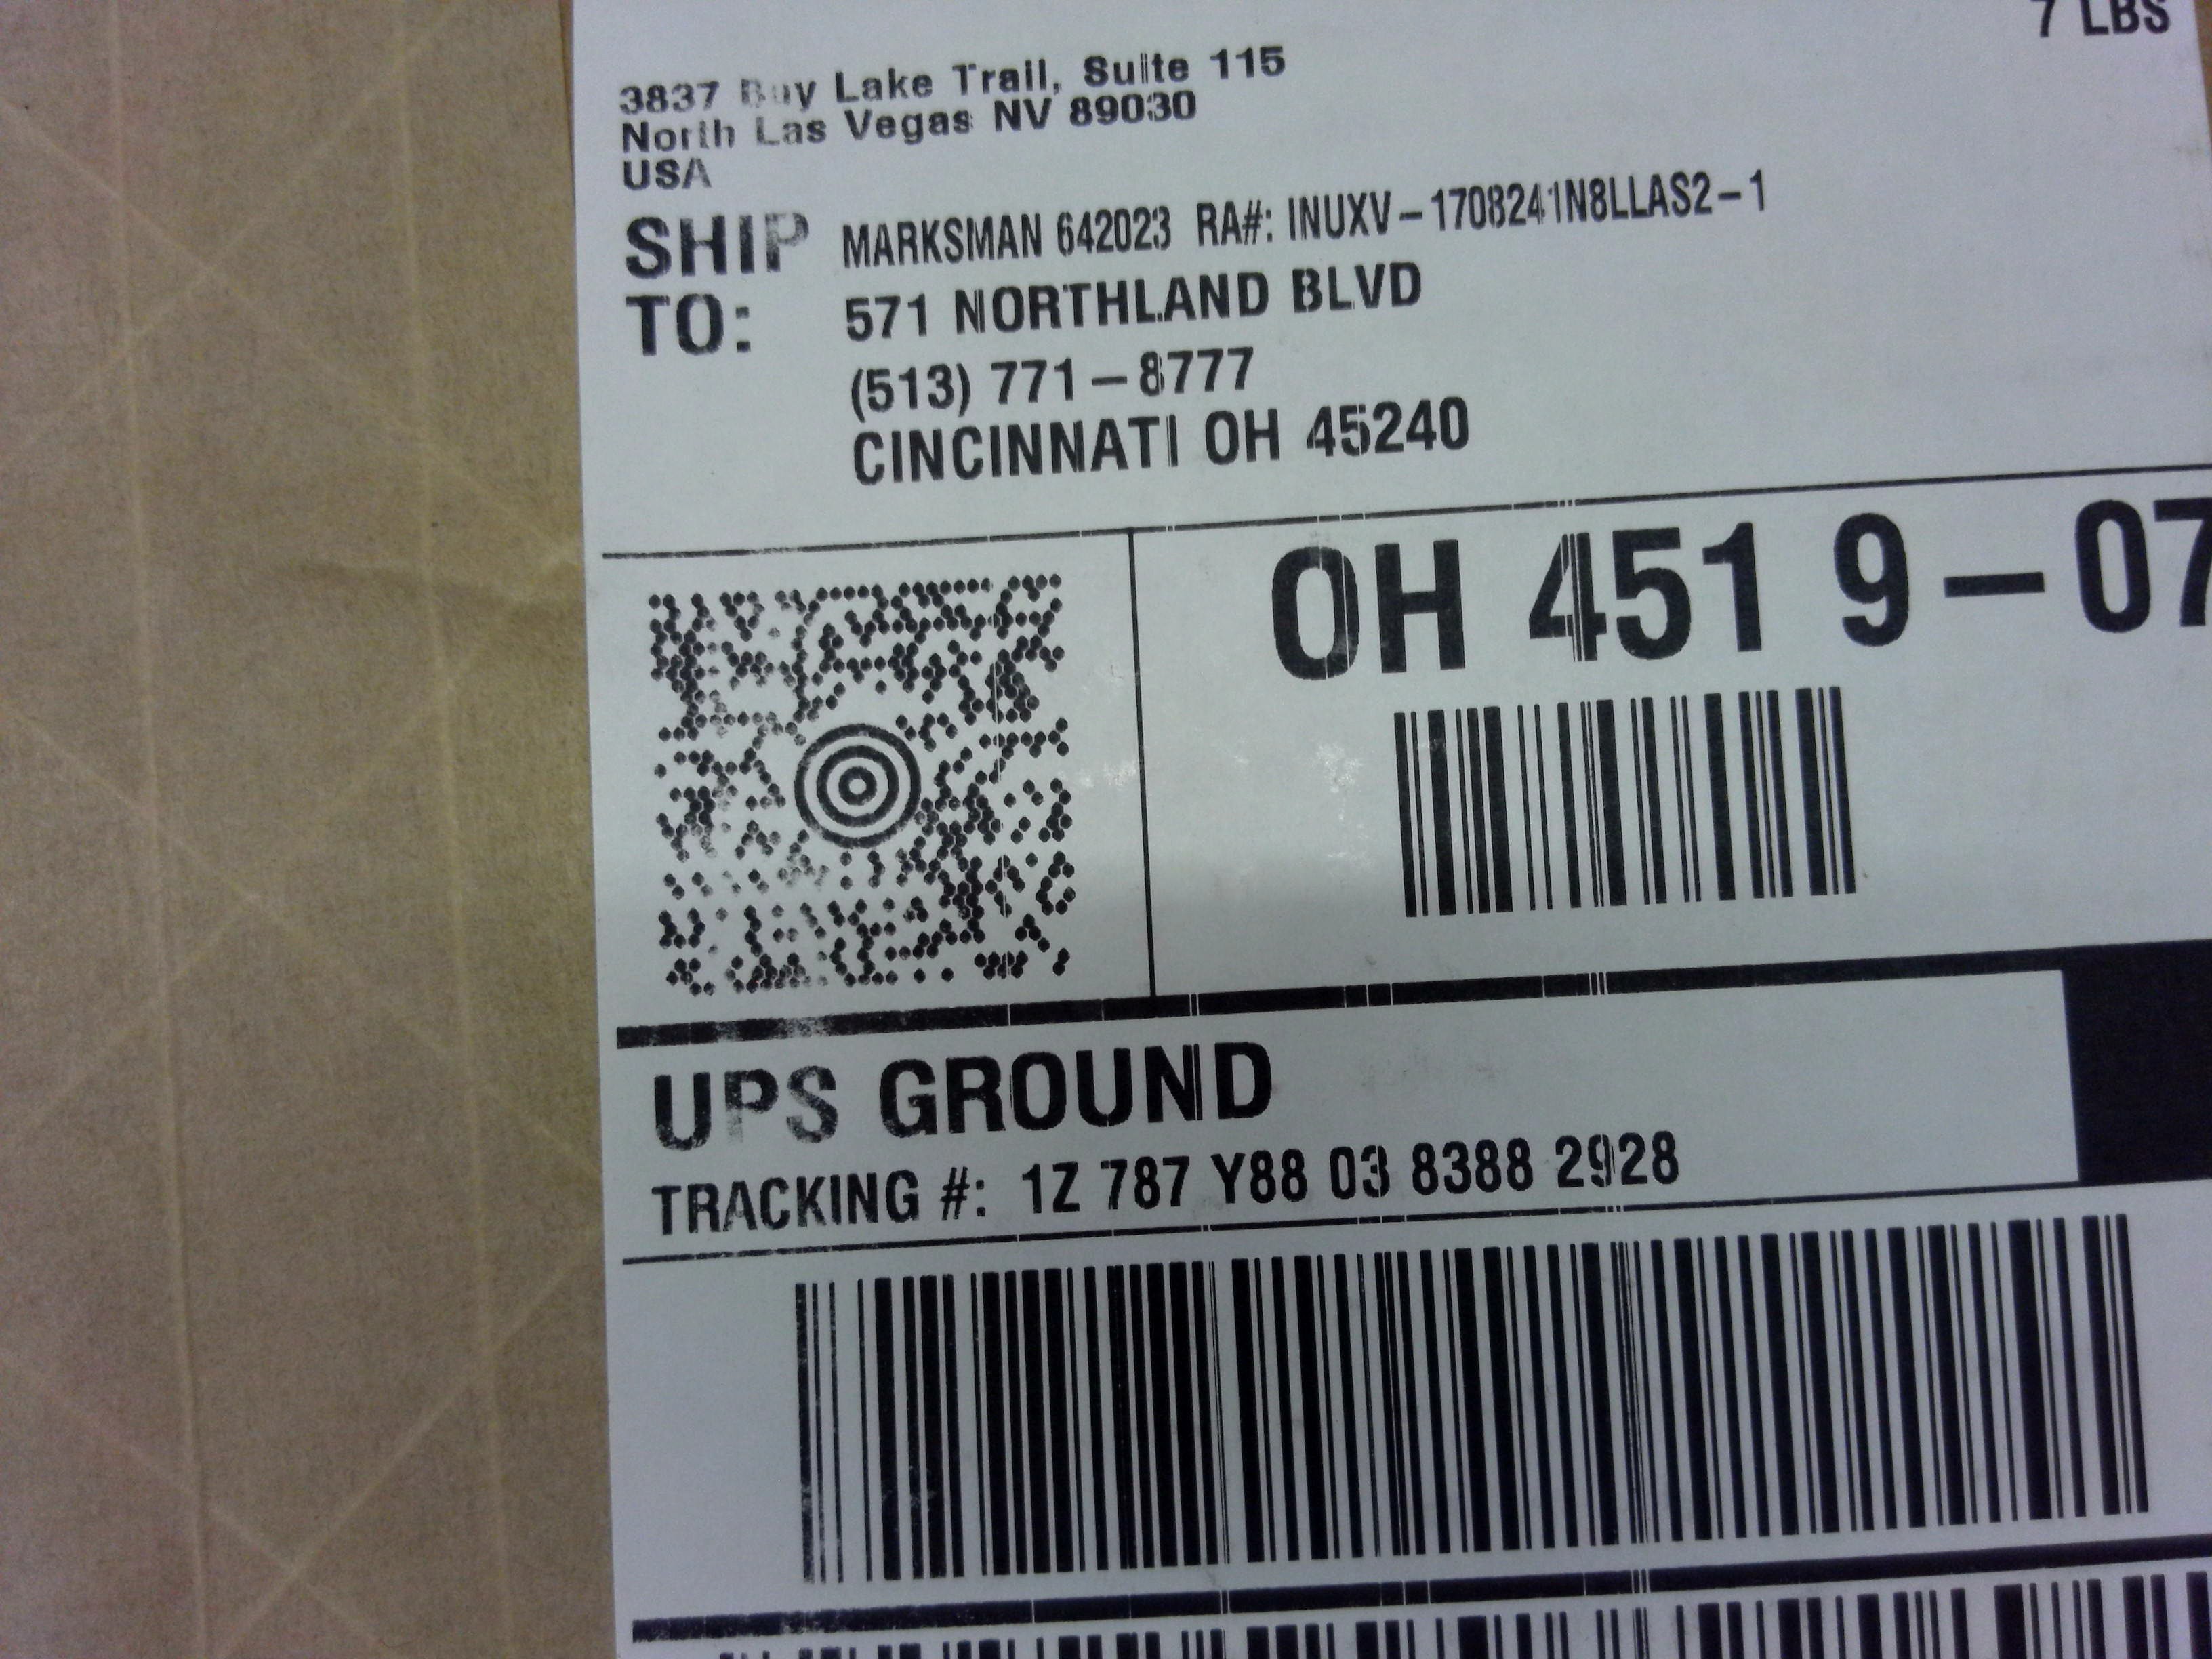 7 LBS
3837 Bay Lake Trail, Suite 115
North Las Vegas NV 89030
USA
SHIP TO:
MARKSMAN 642023 RA#: INUXV-1708241N8LLAS2-1
571 NORTHLAND BLVD
(513) 771-8777
CINCINNATI OH 45240
OH 451 9-07
UPS GROUND
TRACKING #: 1Z 787 Y88 03 8388 2928